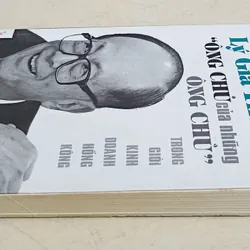 Lý Gia
"ÔNG CHỦ của những
ÔNG CHỦ"
TRONG
GIỚI
KINH
DOANH
HỒNG
KÔNG